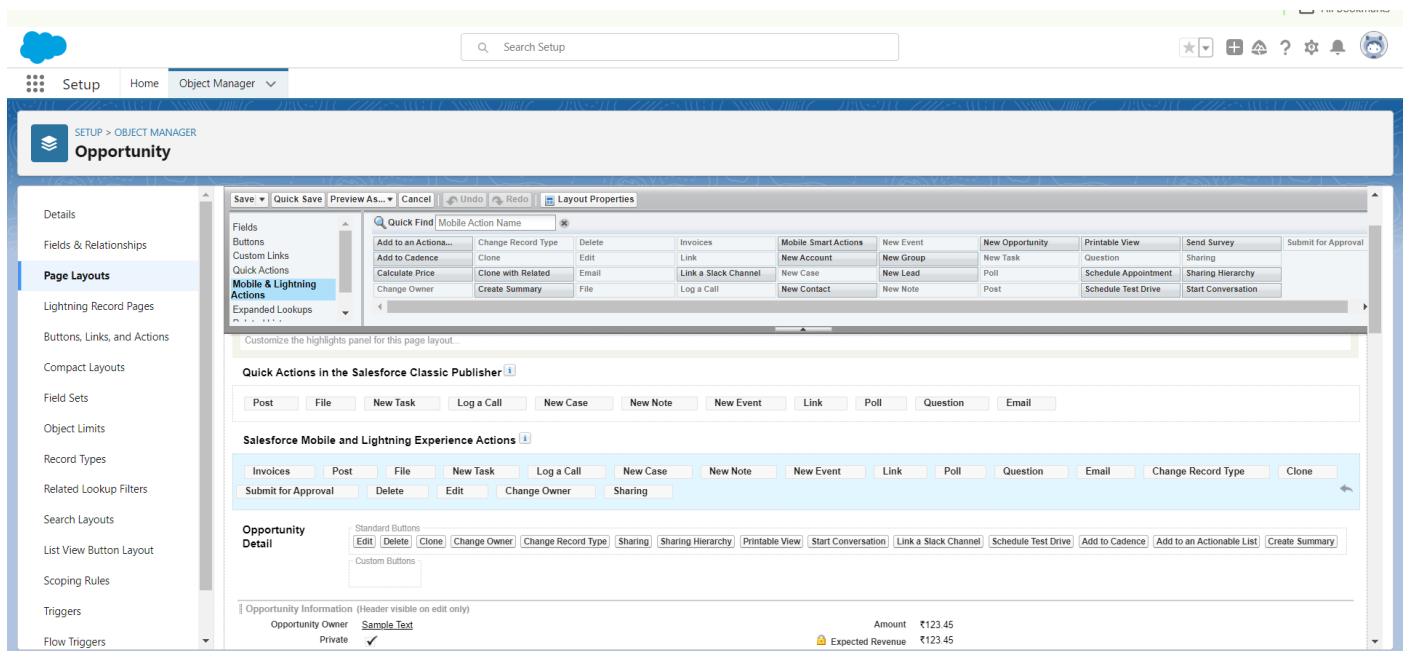 Search Setup
Setup
Home
Object Manager
SETUP > OBJECT MANAGER
Opportunity
Details
Fields & Relationships
Page Layouts
Lightning Record Pages
Buttons, Links, and Actions
Compact Layouts
Field Sets
Object Limits
Record Types
Related Lookup Filters
Search Layouts
List View Button Layout
Scoping Rules
Triggers
Flow Triggers
Save Quick Save Preview As... Cancel Undo Redo Layout Properties
Fields
Buttons
Custom Links
Quick Actions
Mobile & Lightning
Actions
Expanded Lookups
Quick Find Mobile Action Name
Add to an Actiona... Change Record Type Delete Invoices Mobile Smart Actions New Event New Opportunity Printable View Send Survey Submit for Approval
Add to Cadence Clone Edit Link New Account New Group New Task Question Sharing
Calculate Price Clone with Related Email Link a Slack Channel New Case New Lead Poll Schedule Appointment Sharing Hierarchy
Change Owner Create Summary File Log a Call New Contact New Note Post Schedule Test Drive Start Conversation
Customize the highlights panel for this page layout...
Quick Actions in the Salesforce Classic Publisher i
Post File New Task Log a Call New Case New Note New Event Link Poll Question Email
Salesforce Mobile and Lightning Experience Actions i
Invoices Post File New Task Log a Call New Case New Note New Event Link Poll Question Email Change Record Type Clone
Submit for Approval Delete Edit Change Owner Sharing
Opportunity
Detail
Standard Buttons
Edit Delete Clone Change Owner Change Record Type Sharing Sharing Hierarchy Printable View Start Conversation Link a Slack Channel Schedule Test Drive Add to Cadence Add to an Actionable List Create Summary
Custom Buttons
Opportunity Information (Header visible on edit only)
Opportunity Owner Sample Text Amount ₹123.45
Private Expected Revenue ₹123.45